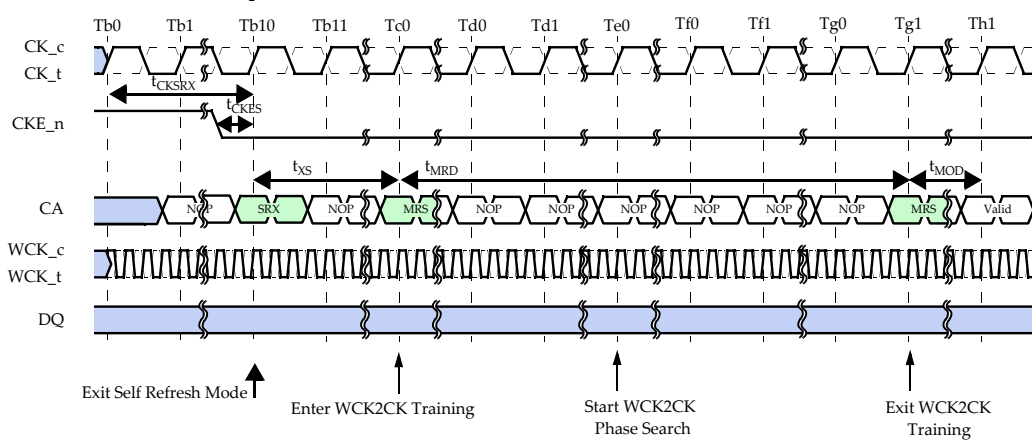 Tb0 Tb1 Tb10 Tb11 Tc0 Td0 Td1 Te0 Tf0 Tf1 Tg0 Tg1 Th1
CK_c
CK_t
tCKSRX
tCKES
CKE_n
tXS tMRD tMOD
CA NOP SRX NOP MRS NOP NOP NOP NOP NOP NOP MRS Valid
WCK_c
WCK_t
DQ
Exit Self Refresh Mode
Enter WCK2CK Training
Start WCK2CK
Phase Search
Exit WCK2CK
Training